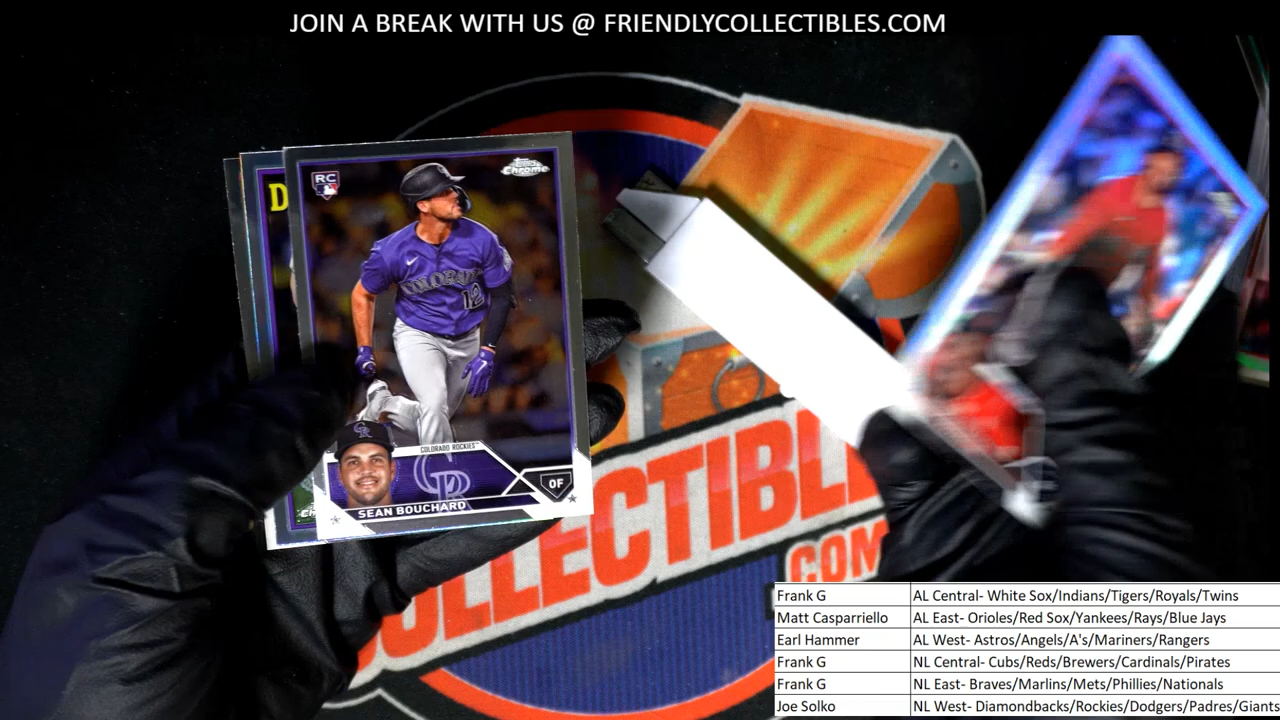 JOIN A BREAK WITH US @ FRIENDLYCOLLECTIBLES.COM
D
RC
Topps
Chrome
COLORADO
12
COLORADO ROCKIES
CR
OF
SEAN BOUCHARD
COLLECTIBLE
.COM
Frank G AL Central- White Sox/Indians/Tigers/Royals/Twins
Matt Casparriello AL East- Orioles/Red Sox/Yankees/Rays/Blue Jays
Earl Hammer AL West- Astros/Angels/A's/Mariners/Rangers
Frank G NL Central- Cubs/Reds/Brewers/Cardinals/Pirates
Frank G NL East- Braves/Marlins/Mets/Phillies/Nationals
Joe Solko NL West- Diamondbacks/Rockies/Dodgers/Padres/Giants